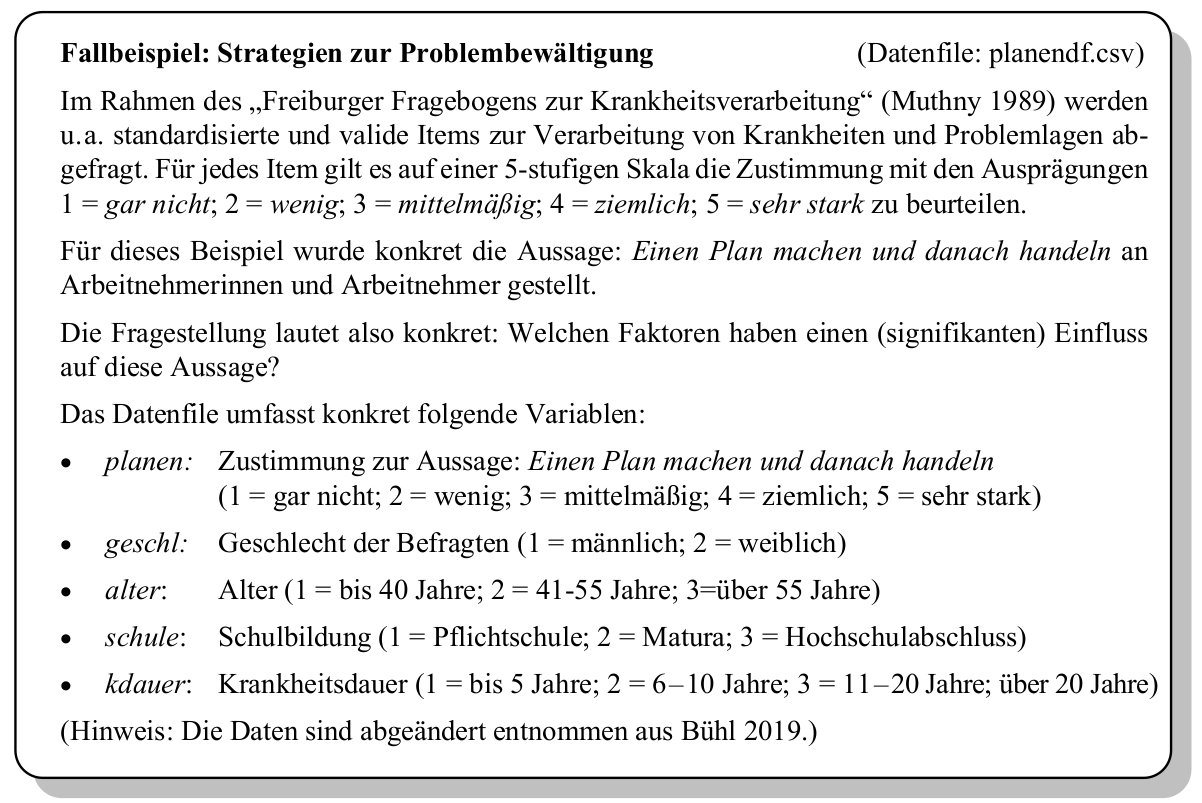 Fallbeispiel: Strategien zur Problembewältigung (Datenfile: planendf.csv)
Im Rahmen des „Freiburger Fragebogens zur Krankheitsverarbeitung“ (Muthny 1989) werden
u.a. standardisierte und valide Items zur Verarbeitung von Krankheiten und Problemlagen ab-
gefragt. Für jedes Item gilt es auf einer 5-stufigen Skala die Zustimmung mit den Ausprägungen
1 = gar nicht; 2 = wenig; 3 = mittelmäßig; 4 = ziemlich; 5 = sehr stark zu beurteilen.
Für dieses Beispiel wurde konkret die Aussage: Einen Plan machen und danach handeln an
Arbeitnehmerinnen und Arbeitnehmer gestellt.
Die Fragestellung lautet also konkret: Welchen Faktoren haben einen (signifikanten) Einfluss
auf diese Aussage?
Das Datenfile umfasst konkret folgende Variablen:
• planen: Zustimmung zur Aussage: Einen Plan machen und danach handeln
(1 = gar nicht; 2 = wenig; 3 = mittelmäßig; 4 = ziemlich; 5 = sehr stark)
• geschl: Geschlecht der Befragten (1 = männlich; 2 = weiblich)
• alter: Alter (1 = bis 40 Jahre; 2 = 41-55 Jahre; 3=über 55 Jahre)
• schule: Schulbildung (1 = Pflichtschule; 2 = Matura; 3 = Hochschulabschluss)
• kdauer: Krankheitsdauer (1 = bis 5 Jahre; 2 = 6–10 Jahre; 3 = 11–20 Jahre; über 20 Jahre)
(Hinweis: Die Daten sind abgeändert entnommen aus Bühl 2019.)